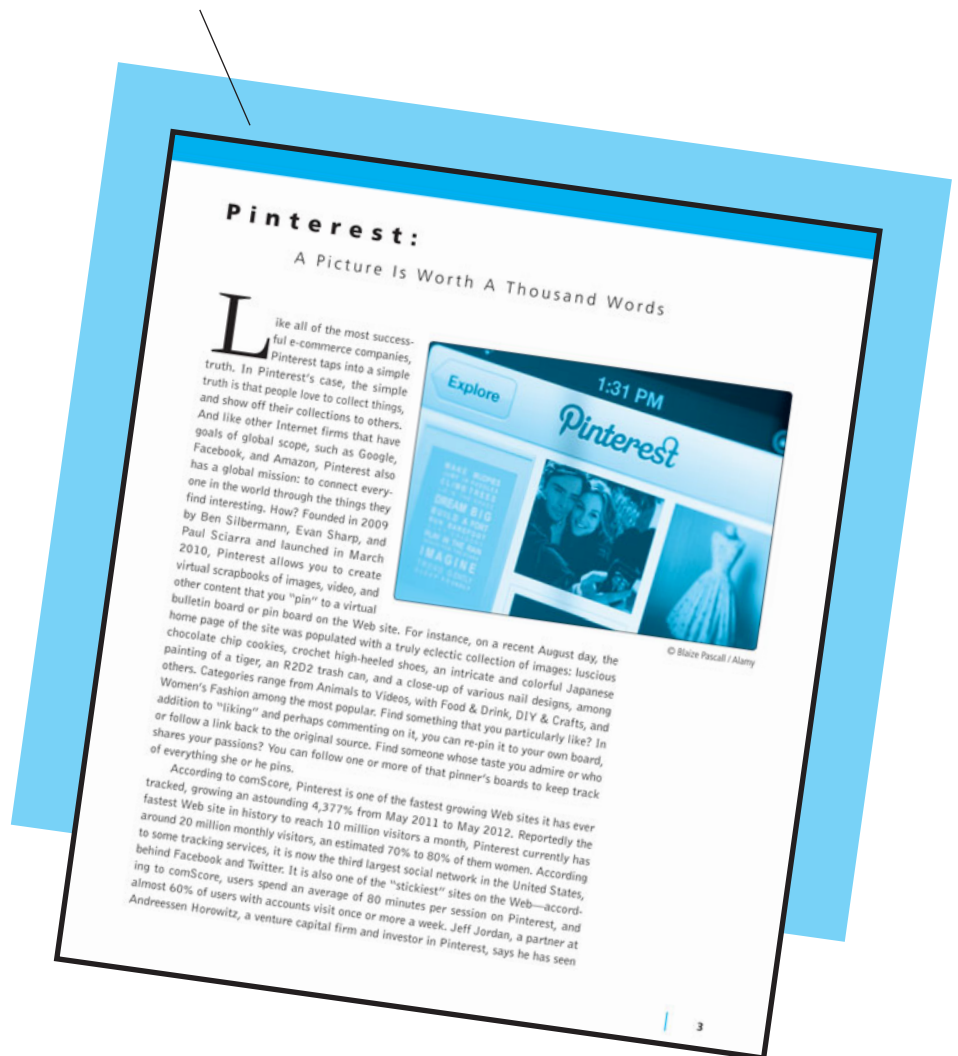 Pinterest:
A Picture Is Worth A Thousand Words
Like all of the most success-
ful e-commerce companies,
Pinterest taps into a simple
truth. In Pinterest's case, the simple
truth is that people love to collect things,
and show off their collections to others.
And like other Internet firms that have
goals of global scope, such as Google,
Facebook, and Amazon, Pinterest also
has a global mission: to connect every-
one in the world through the things they
find interesting. How? Founded in 2009
by Ben Silbermann, Evan Sharp, and
Paul Sciarra and launched in March
2010, Pinterest allows you to create
virtual scrapbooks of images, video, and
other content that you "pin" to a virtual
bulletin board or pin board on the Web site. For instance, on a recent August day, the
home page of the site was populated with a truly eclectic collection of images: luscious
chocolate chip cookies, crochet high-heeled shoes, an intricate and colorful Japanese
painting of a tiger, an R2D2 trash can, and a close-up of various nail designs, among
others. Categories range from Animals to Videos, with Food & Drink, DIY & Crafts, and
Women's Fashion among the most popular. Find something that you particularly like? In
addition to "liking" and perhaps commenting on it, you can re-pin it to your own board,
or follow a link back to the original source. Find someone whose taste you admire or who
shares your passions? You can follow one or more of that pinner's boards to keep track
of everything she or he pins.
According to comScore, Pinterest is one of the fastest growing Web sites it has ever
tracked, growing an astounding 4,377% from May 2011 to May 2012. Reportedly the
fastest Web site in history to reach 10 million visitors a month, Pinterest currently has
around 20 million monthly visitors, an estimated 70% to 80% of them women. According
to some tracking services, it is now the third largest social network in the United States,
behind Facebook and Twitter. It is also one of the "stickiest" sites on the Web—accord-
ing to comScore, users spend an average of 80 minutes per session on Pinterest, and
almost 60% of users with accounts visit once or more a week. Jeff Jordan, a partner at
Andreessen Horowitz, a venture capital firm and investor in Pinterest, says he has seen
1:31 PM
Explore
Pinterest
DREAM BIG
BUILD A FORT
PLAY IN THE RAIN
IMAGINE
© Blaize Pascall / Alamy
3